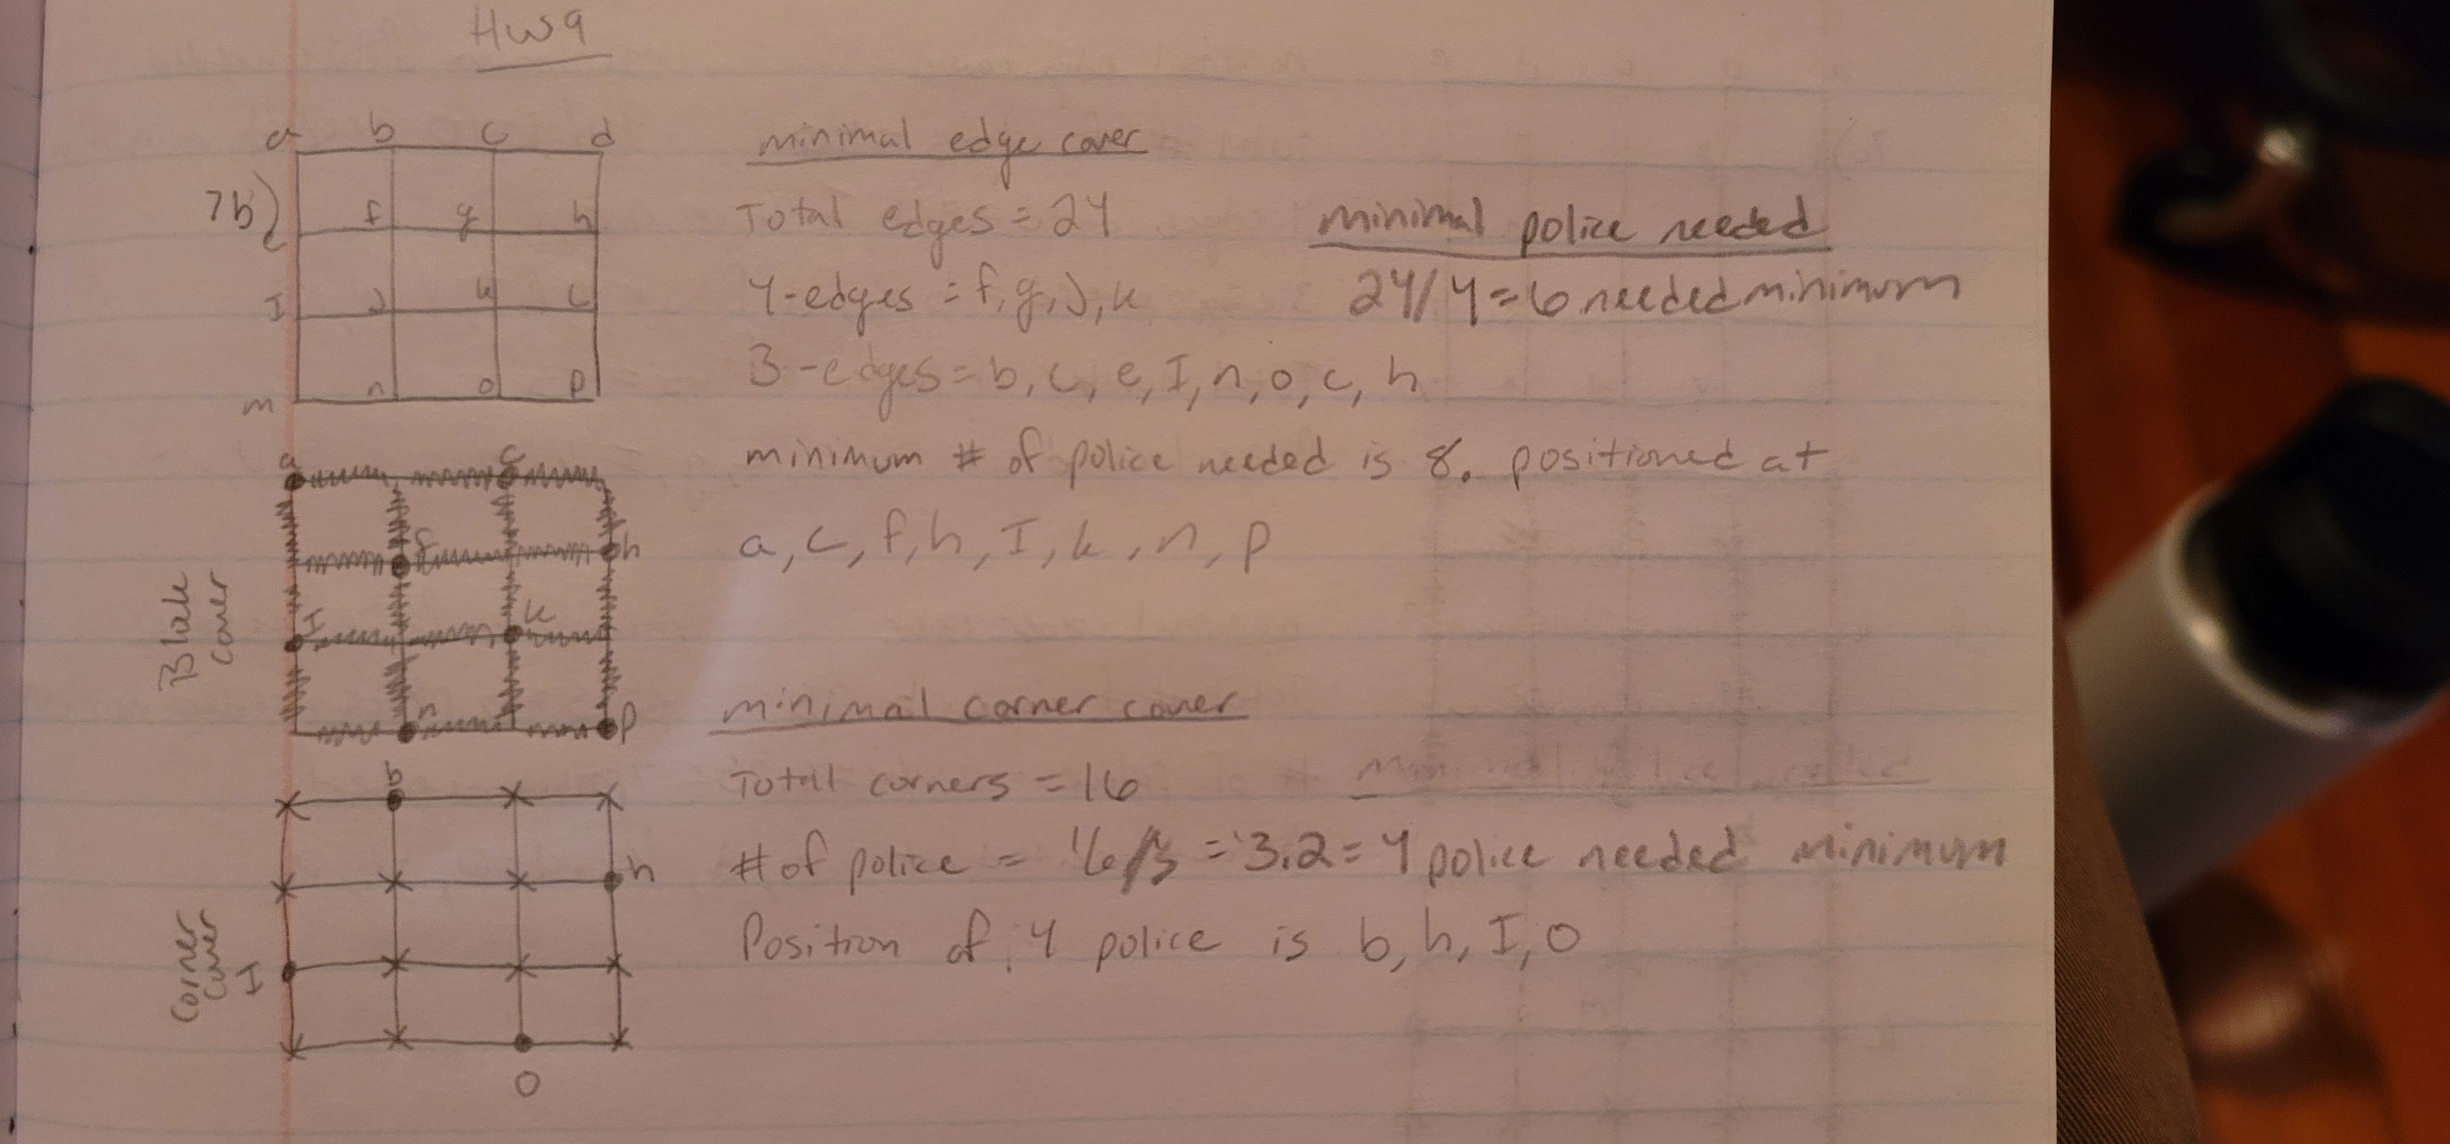 HW9
a b c d
minimal edge cover
7b)
e f g h
Total edges = 24
minimal police needed
I J k L
4-edges = f, g, J, k
24/4 = 6 needed minimum
m n o p
3-edges = b, c, e, I, n, o, L, h
a c
minimum # of police needed is 8. positioned at
f h
a, c, f, h, I, k, n, p
Block cover
I k
n p
minimal corner cover
b
Total corners = 16
h
# of police = 16/5 = 3.2 = 4 police needed minimum
Corner cover
I
Position of 4 police is b, h, I, O
O